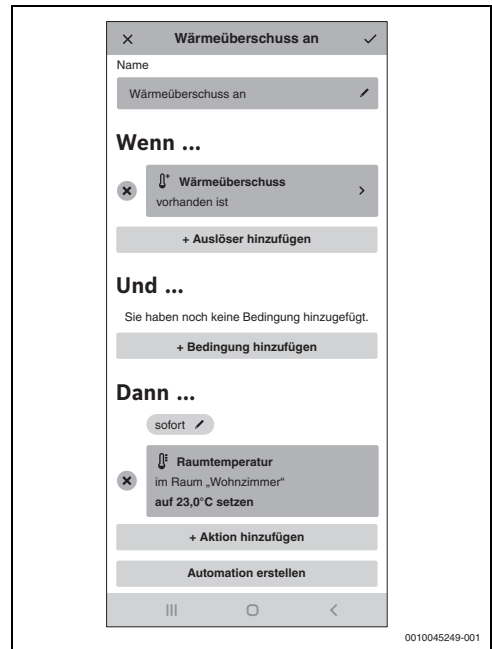 Wärmeüberschuss an
Name
Wärmeüberschuss an
Wenn ...
Wärmeüberschuss
vorhanden ist
+ Auslöser hinzufügen
Und ...
Sie haben noch keine Bedingung hinzugefügt.
+ Bedingung hinzufügen
Dann ...
sofort
Raumtemperatur
im Raum „Wohnzimmer“
auf 23,0°C setzen
+ Aktion hinzufügen
Automation erstellen
0010045249-001